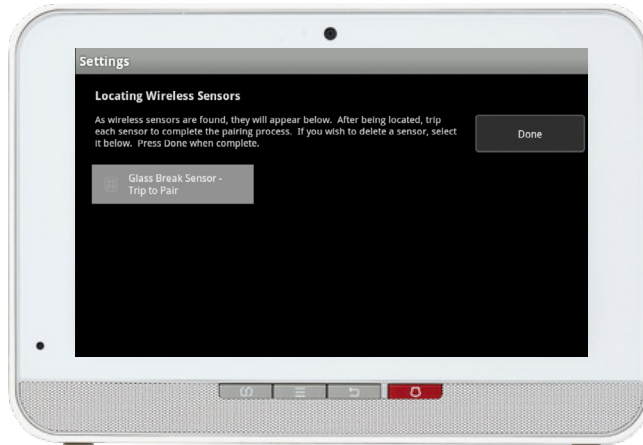 Settings
Locating Wireless Sensors
As wireless sensors are found, they will appear below. After being located, trip
each sensor to complete the pairing process. If you wish to delete a sensor, select
it below. Press Done when complete.
Done
Glass Break Sensor -
Trip to Pair